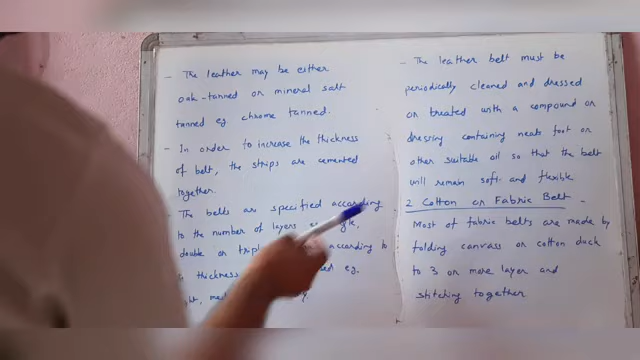 - The leather may be either
oak-tanned or mineral salt
tanned eg. chrome tanned.
- In order to increase the thickness
of belt, the strips are cemented
together.
- The belts are specified according
to the number of layers
double or according to
thickness eg.
- The leather belt must be
periodically cleaned and dressed
or treated with a compound or
dressing containing neats foot or
other suitable oil so that the belt
will remain soft and flexible
2 Cotton or Fabric Belt -
Most of fabric belts are made by
folding canvass or cotton duck
to 3 or more layer and
stitching together